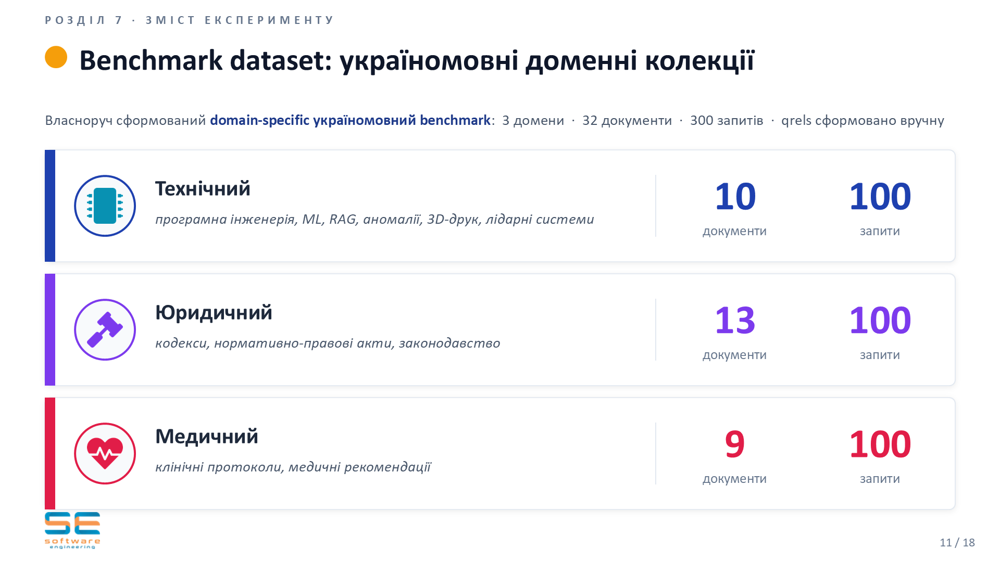 РОЗДІЛ 7 · ЗМІСТ ЕКСПЕРИМЕНТУ
Benchmark dataset: україномовні доменні колекції
Власноруч сформований domain-specific україномовний benchmark: 3 домени · 32 документи · 300 запитів · qrels сформовано вручну
Технічний
програмна інженерія, ML, RAG, аномалії, 3D-друк, лідарні системи
10
документи
100
запити
Юридичний
кодекси, нормативно-правові акти, законодавство
13
документи
100
запити
Медичний
клінічні протоколи, медичні рекомендації
9
документи
100
запити
SE
software
engineering
11 / 18